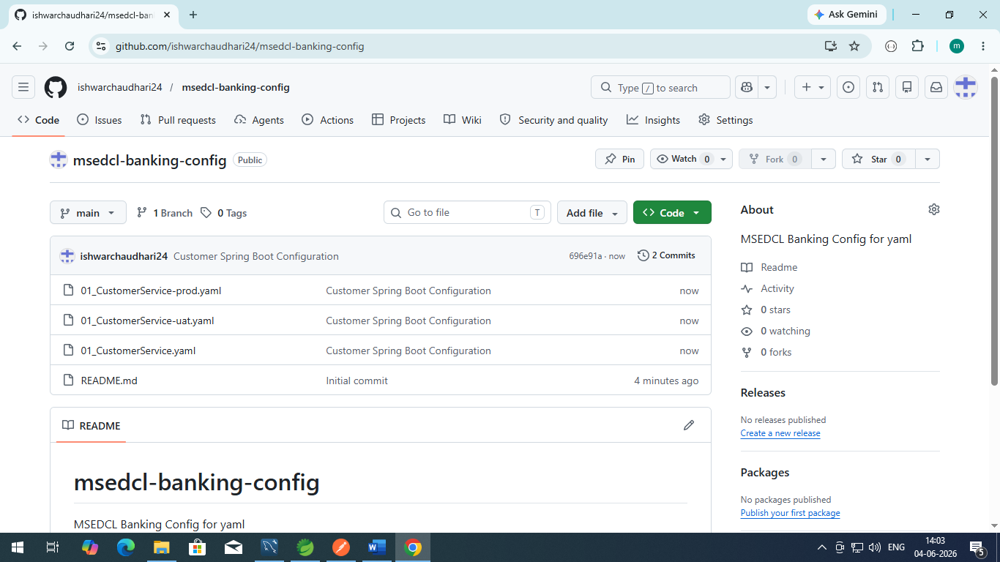 ishwarchaudhari24/msedcl-bank
Ask Gemini
github.com/ishwarchaudhari24/msedcl-banking-config
m
ishwarchaudhari24 / msedcl-banking-config
Type / to search
Code
Issues
Pull requests
Agents
Actions
Projects
Wiki
Security and quality
Insights
Settings
msedcl-banking-config Public
Pin
Watch 0
Fork 0
Star 0
main
1 Branch
0 Tags
Go to file T
Add file
Code
ishwarchaudhari24 Customer Spring Boot Configuration 696e91a · now 2 Commits
01_CustomerService-prod.yaml Customer Spring Boot Configuration now
01_CustomerService-uat.yaml Customer Spring Boot Configuration now
01_CustomerService.yaml Customer Spring Boot Configuration now
README.md Initial commit 4 minutes ago
README
msedcl-banking-config
MSEDCL Banking Config for yaml
About
MSEDCL Banking Config for yaml
Readme
Activity
0 stars
0 watching
0 forks
Releases
No releases published
Create a new release
Packages
No packages published
Publish your first package
ENG
14:03
04-06-2026
5